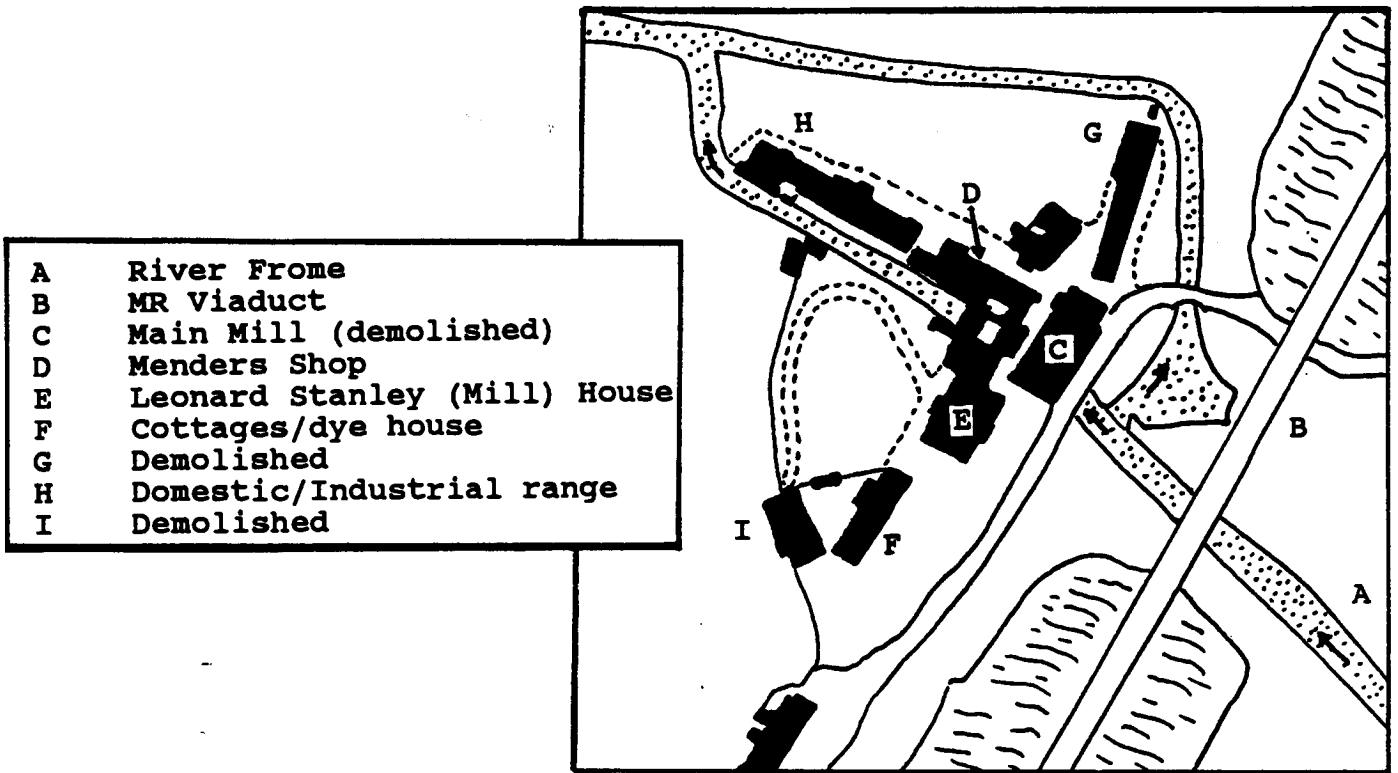 A River Frome
B MR Viaduct
C Main Mill (demolished)
D Menders Shop
E Leonard Stanley (Mill) House
F Cottages/dye house
G Demolished
H Domestic/Industrial range
I Demolished
H
G
D
C
B
E
I
F
A